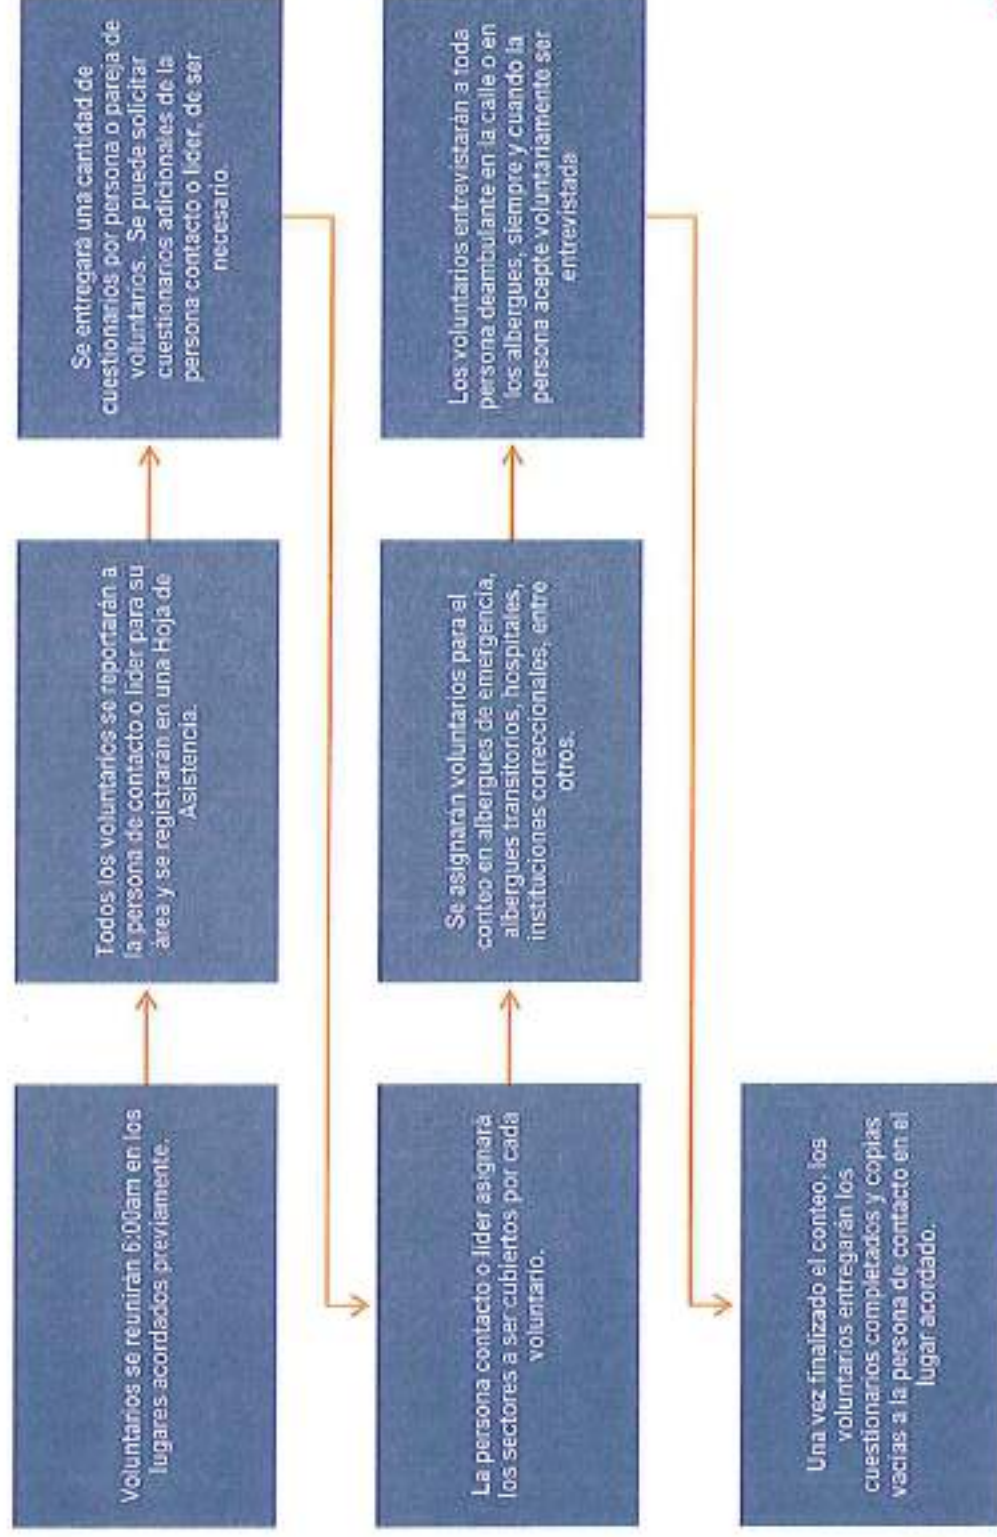 Voluntarios se reunirán 6:00am en los
lugares acordados previamente.
Todos los voluntarios se reportarán a
la persona de contacto o líder para su
área y se registrarán en una Hoja de
Asistencia.
Se entregará una cantidad de
cuestionarios por persona o pareja de
voluntarios. Se puede solicitar
cuestionarios adicionales de la
persona contacto o líder, de ser
necesario.
La persona contacto o líder asignará
los sectores a ser cubiertos por cada
voluntario.
Se asignarán voluntarios para el
conteo en albergues de emergencia,
albergues transitorios, hospitales,
instituciones correccionales, entre
otros.
Los voluntarios entrevistarán a toda
persona deambulante en la calle o en
los albergues, siempre y cuando la
persona acepte voluntariamente ser
entrevistada
Una vez finalizado el conteo, los
voluntarios entregarán los
cuestionarios completados y copias
vacías a la persona de contacto en el
lugar acordado.